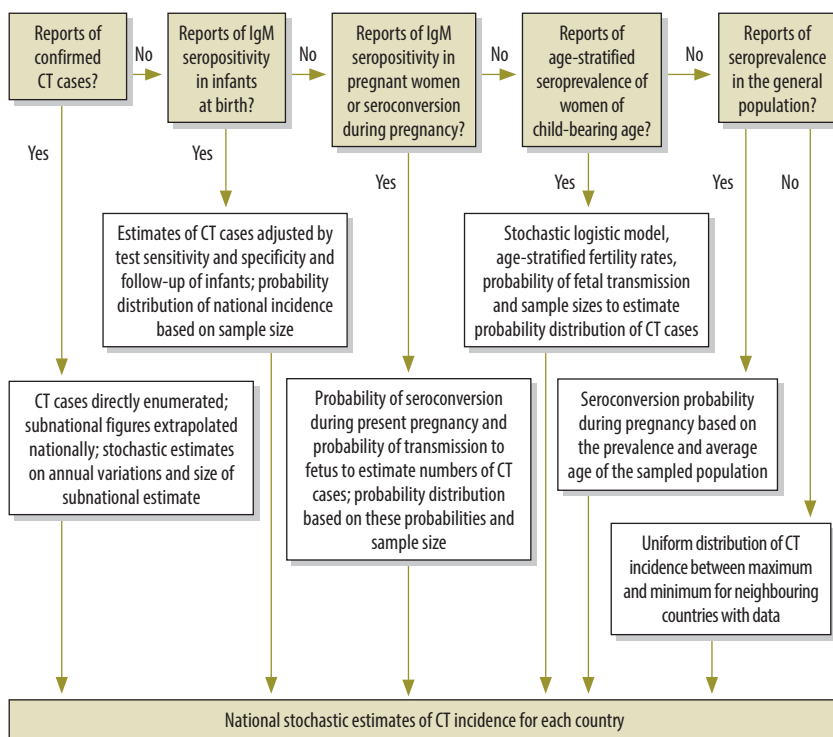 Reports of
confirmed
CT cases?
No
Reports of IgM
seropositivity
in infants
at birth?
No
Reports of IgM
seropositivity in
pregnant women
or seroconversion
during pregnancy?
No
Reports of
age-stratified
seroprevalence of
women of
child-bearing age?
No
Reports of
seroprevalence
in the general
population?
Yes
Yes
Yes
Yes
Yes
No
Estimates of CT cases adjusted by
test sensitivity and specificity and
follow-up of infants; probability
distribution of national incidence
based on sample size
Stochastic logistic model,
age-stratified fertility rates,
probability of fetal transmission
and sample sizes to estimate
probability distribution of CT cases
CT cases directly enumerated;
subnational figures extrapolated
nationally; stochastic estimates
on annual variations and size of
subnational estimate
Probability of seroconversion
during present pregnancy and
probability of transmission to
fetus to estimate numbers of CT
cases; probability distribution
based on these probabilities and
sample size
Seroconversion probability
during pregnancy based on
the prevalence and average
age of the sampled population
Uniform distribution of CT
incidence between maximum
and minimum for neighbouring
countries with data
National stochastic estimates of CT incidence for each country